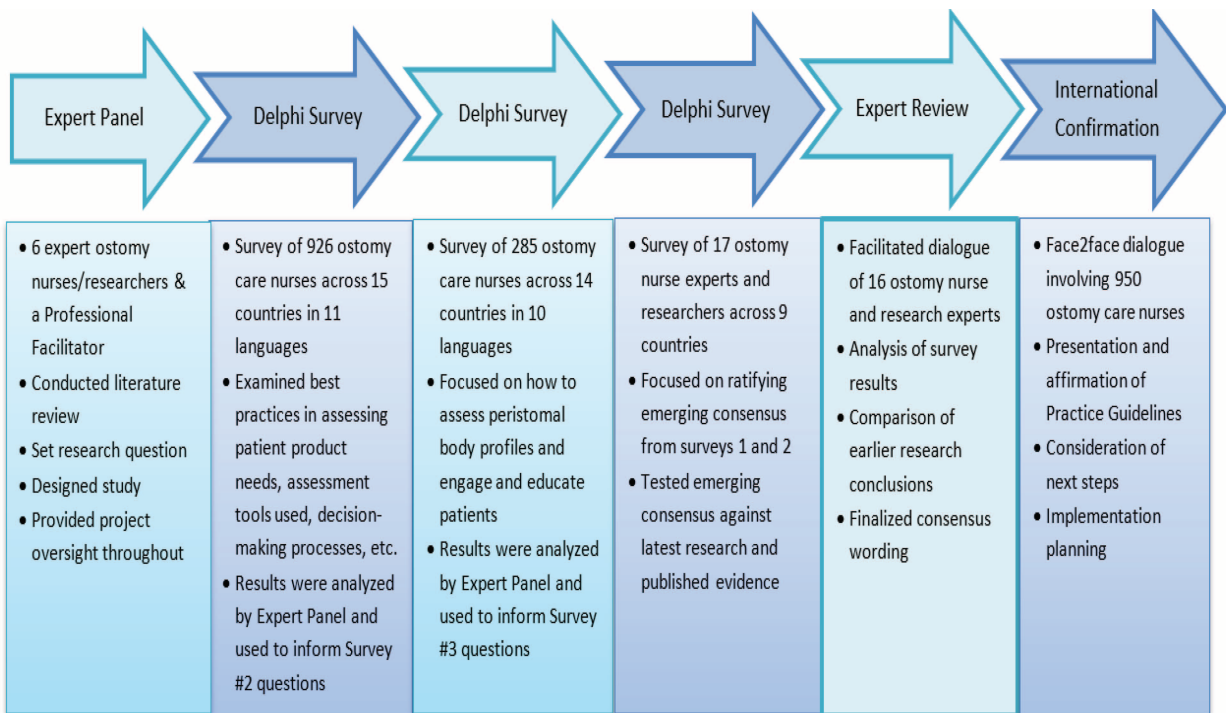 Expert Panel
Delphi Survey
Delphi Survey
Delphi Survey
Expert Review
International
Confirmation
• 6 expert ostomy
nurses/researchers &
a Professional
Facilitator
• Conducted literature
review
• Set research question
• Designed study
• Provided project
oversight throughout
• Survey of 926 ostomy
care nurses across 15
countries in 11
languages
• Examined best
practices in assessing
patient product
needs, assessment
tools used, decision-
making processes, etc.
• Results were analyzed
by Expert Panel and
used to inform Survey
#2 questions
• Survey of 285 ostomy
care nurses across 14
countries in 10
languages
• Focused on how to
assess peristomal
body profiles and
engage and educate
patients
• Results were analyzed
by Expert Panel and
used to inform Survey
#3 questions
• Survey of 17 ostomy
nurse experts and
researchers across 9
countries
• Focused on ratifying
emerging consensus
from surveys 1 and 2
• Tested emerging
consensus against
latest research and
published evidence
• Facilitated dialogue
of 16 ostomy nurse
and research experts
• Analysis of survey
results
• Comparison of
earlier research
conclusions
• Finalized consensus
wording
• Face2face dialogue
involving 950
ostomy care nurses
• Presentation and
affirmation of
Practice Guidelines
• Consideration of
next steps
• Implementation
planning